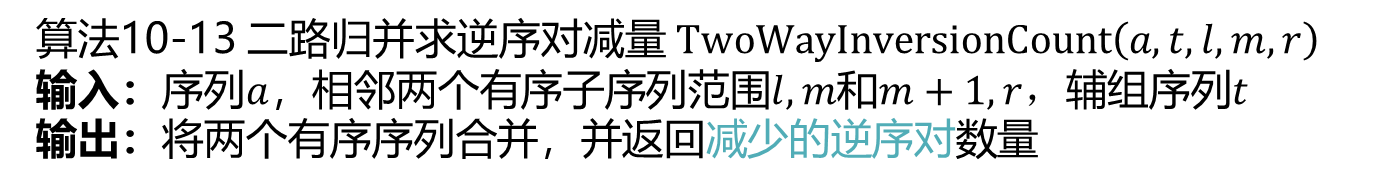 算法10-13 二路归并求逆序对减量 TwoWayInversionCount(𝑎, 𝑡, 𝑙, 𝑚, 𝑟)
输入：序列𝑎，相邻两个有序子序列范围𝑙, 𝑚和𝑚 + 1, 𝑟，辅组序列𝑡
输出：将两个有序序列合并，并返回减少的逆序对数量